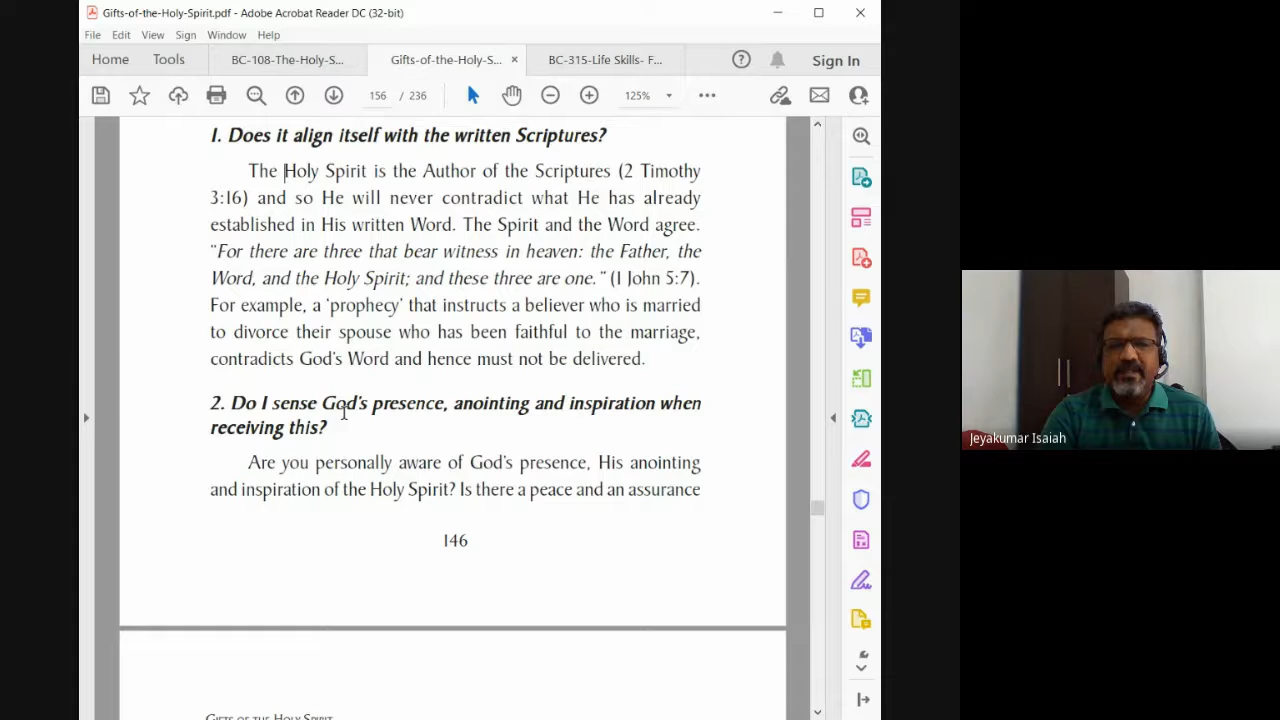 Gifts-of-the-Holy-Spirit.pdf - Adobe Acrobat Reader DC (32-bit)
File Edit View Sign Window Help
Home Tools BC-108-The-Holy-S... Gifts-of-the-Holy-S... × BC-315-Life Skills- F... Sign In
156 / 236 125%
1. Does it align itself with the written Scriptures?
The Holy Spirit is the Author of the Scriptures (2 Timothy
3:16) and so He will never contradict what He has already
established in His written Word. The Spirit and the Word agree.
"For there are three that bear witness in heaven: the Father, the
Word, and the Holy Spirit; and these three are one." (1 John 5:7).
For example, a 'prophecy' that instructs a believer who is married
to divorce their spouse who has been faithful to the marriage,
contradicts God's Word and hence must not be delivered.
2. Do I sense God's presence, anointing and inspiration when
receiving this?
Are you personally aware of God's presence, His anointing
and inspiration of the Holy Spirit? Is there a peace and an assurance
146
Gifts of the Holy Spirit
Jeyakumar Isaiah